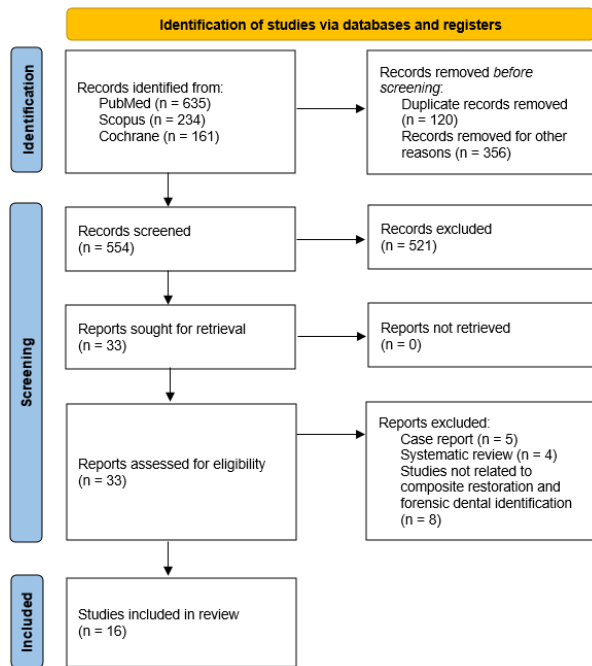 Identification of studies via databases and registers
Identification
Records identified from:
PubMed (n = 635)
Scopus (n = 234)
Cochrane (n = 161)
Records removed before
screening:
Duplicate records removed
(n = 120)
Records removed for other
reasons (n = 356)
Screening
Records screened
(n = 554)
Records excluded
(n = 521)
Reports sought for retrieval
(n = 33)
Reports not retrieved
(n = 0)
Reports assessed for eligibility
(n = 33)
Reports excluded:
Case report (n = 5)
Systematic review (n = 4)
Studies not related to
composite restoration and
forensic dental identification
(n = 8)
Included
Studies included in review
(n = 16)